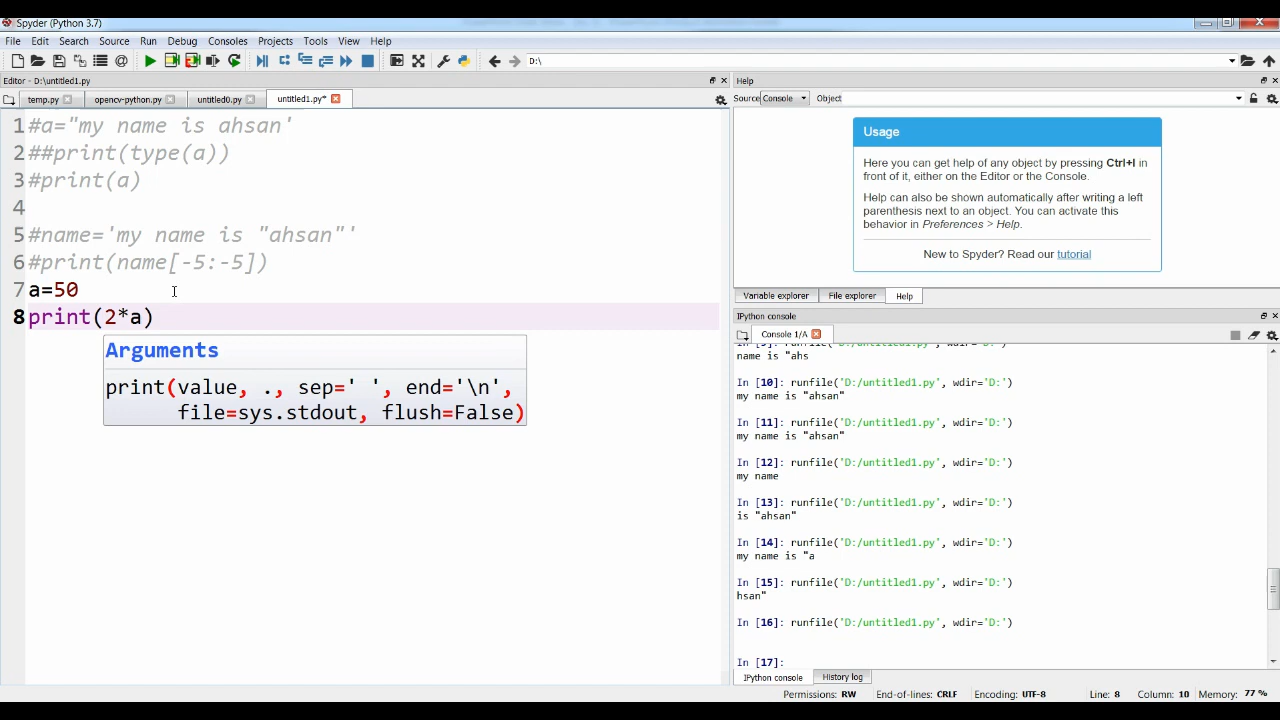 Spyder (Python 3.7)
File Edit Search Source Run Debug Consoles Projects Tools View Help
D:\
Editor - D:\untitled1.py
temp.py opencv-python.py untitled0.py untitled1.py*
1 #a="my name is ahsan'
2 ##print(type(a))
3 #print(a)
4
5 #name='my name is "ahsan"'
6 #print(name[-5:-5])
7 a=50
8 print(2*a)
Arguments
print(value, ., sep=' ', end='\n',
file=sys.stdout, flush=False)
Help
Source Console Object
Usage
Here you can get help of any object by pressing Ctrl+I in
front of it, either on the Editor or the Console.
Help can also be shown automatically after writing a left
parenthesis next to an object. You can activate this
behavior in Preferences > Help.
New to Spyder? Read our tutorial
Variable explorer File explorer Help
IPython console
Console 1/A
In [9]: runfile('D:/untitled1.py', wdir='D:')
name is "ahs
In [10]: runfile('D:/untitled1.py', wdir='D:')
my name is "ahsan"
In [11]: runfile('D:/untitled1.py', wdir='D:')
my name is "ahsan"
In [12]: runfile('D:/untitled1.py', wdir='D:')
my name
In [13]: runfile('D:/untitled1.py', wdir='D:')
is "ahsan"
In [14]: runfile('D:/untitled1.py', wdir='D:')
my name is "a
In [15]: runfile('D:/untitled1.py', wdir='D:')
hsan"
In [16]: runfile('D:/untitled1.py', wdir='D:')
In [17]:
IPython console History log
Permissions: RW End-of-lines: CRLF Encoding: UTF-8 Line: 8 Column: 10 Memory: 77 %